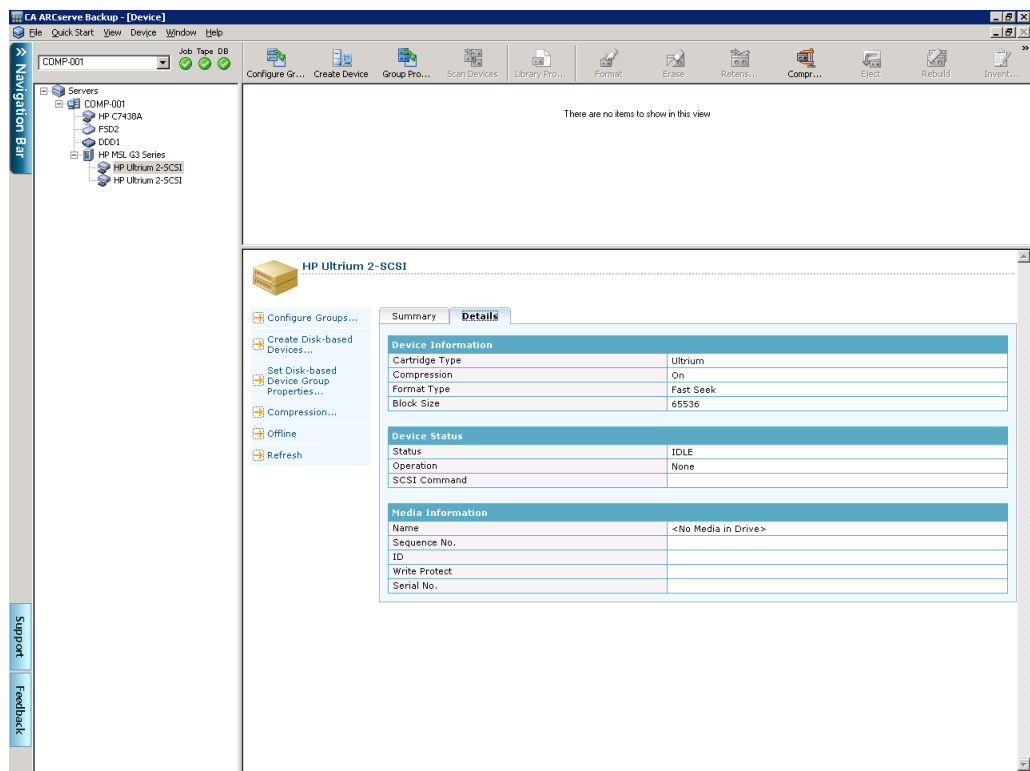 CA ARCserve Backup - [Device]
File Quick Start View Device Window Help
Navigation Bar
COMP-001
Job Tape DB
Configure Gr... Create Device Group Pro... Scan Devices Library Pro... Format Erase Retens... Compr... Eject Rebuild Invent...
Servers
COMP-001
HP C7438A
FSD2
DDD1
HP MSL G3 Series
HP Ultrium 2-SCSI
HP Ultrium 2-SCSI
There are no items to show in this view
HP Ultrium 2-SCSI
Configure Groups...
Create Disk-based
Devices...
Set Disk-based
Device Group
Properties...
Compression...
Offline
Refresh
Summary Details
Device Information
Cartridge Type Ultrium
Compression On
Format Type Fast Seek
Block Size 65536
Device Status
Status IDLE
Operation None
SCSI Command
Media Information
Name <No Media in Drive>
Sequence No.
ID
Write Protect
Serial No.
Support
Feedback